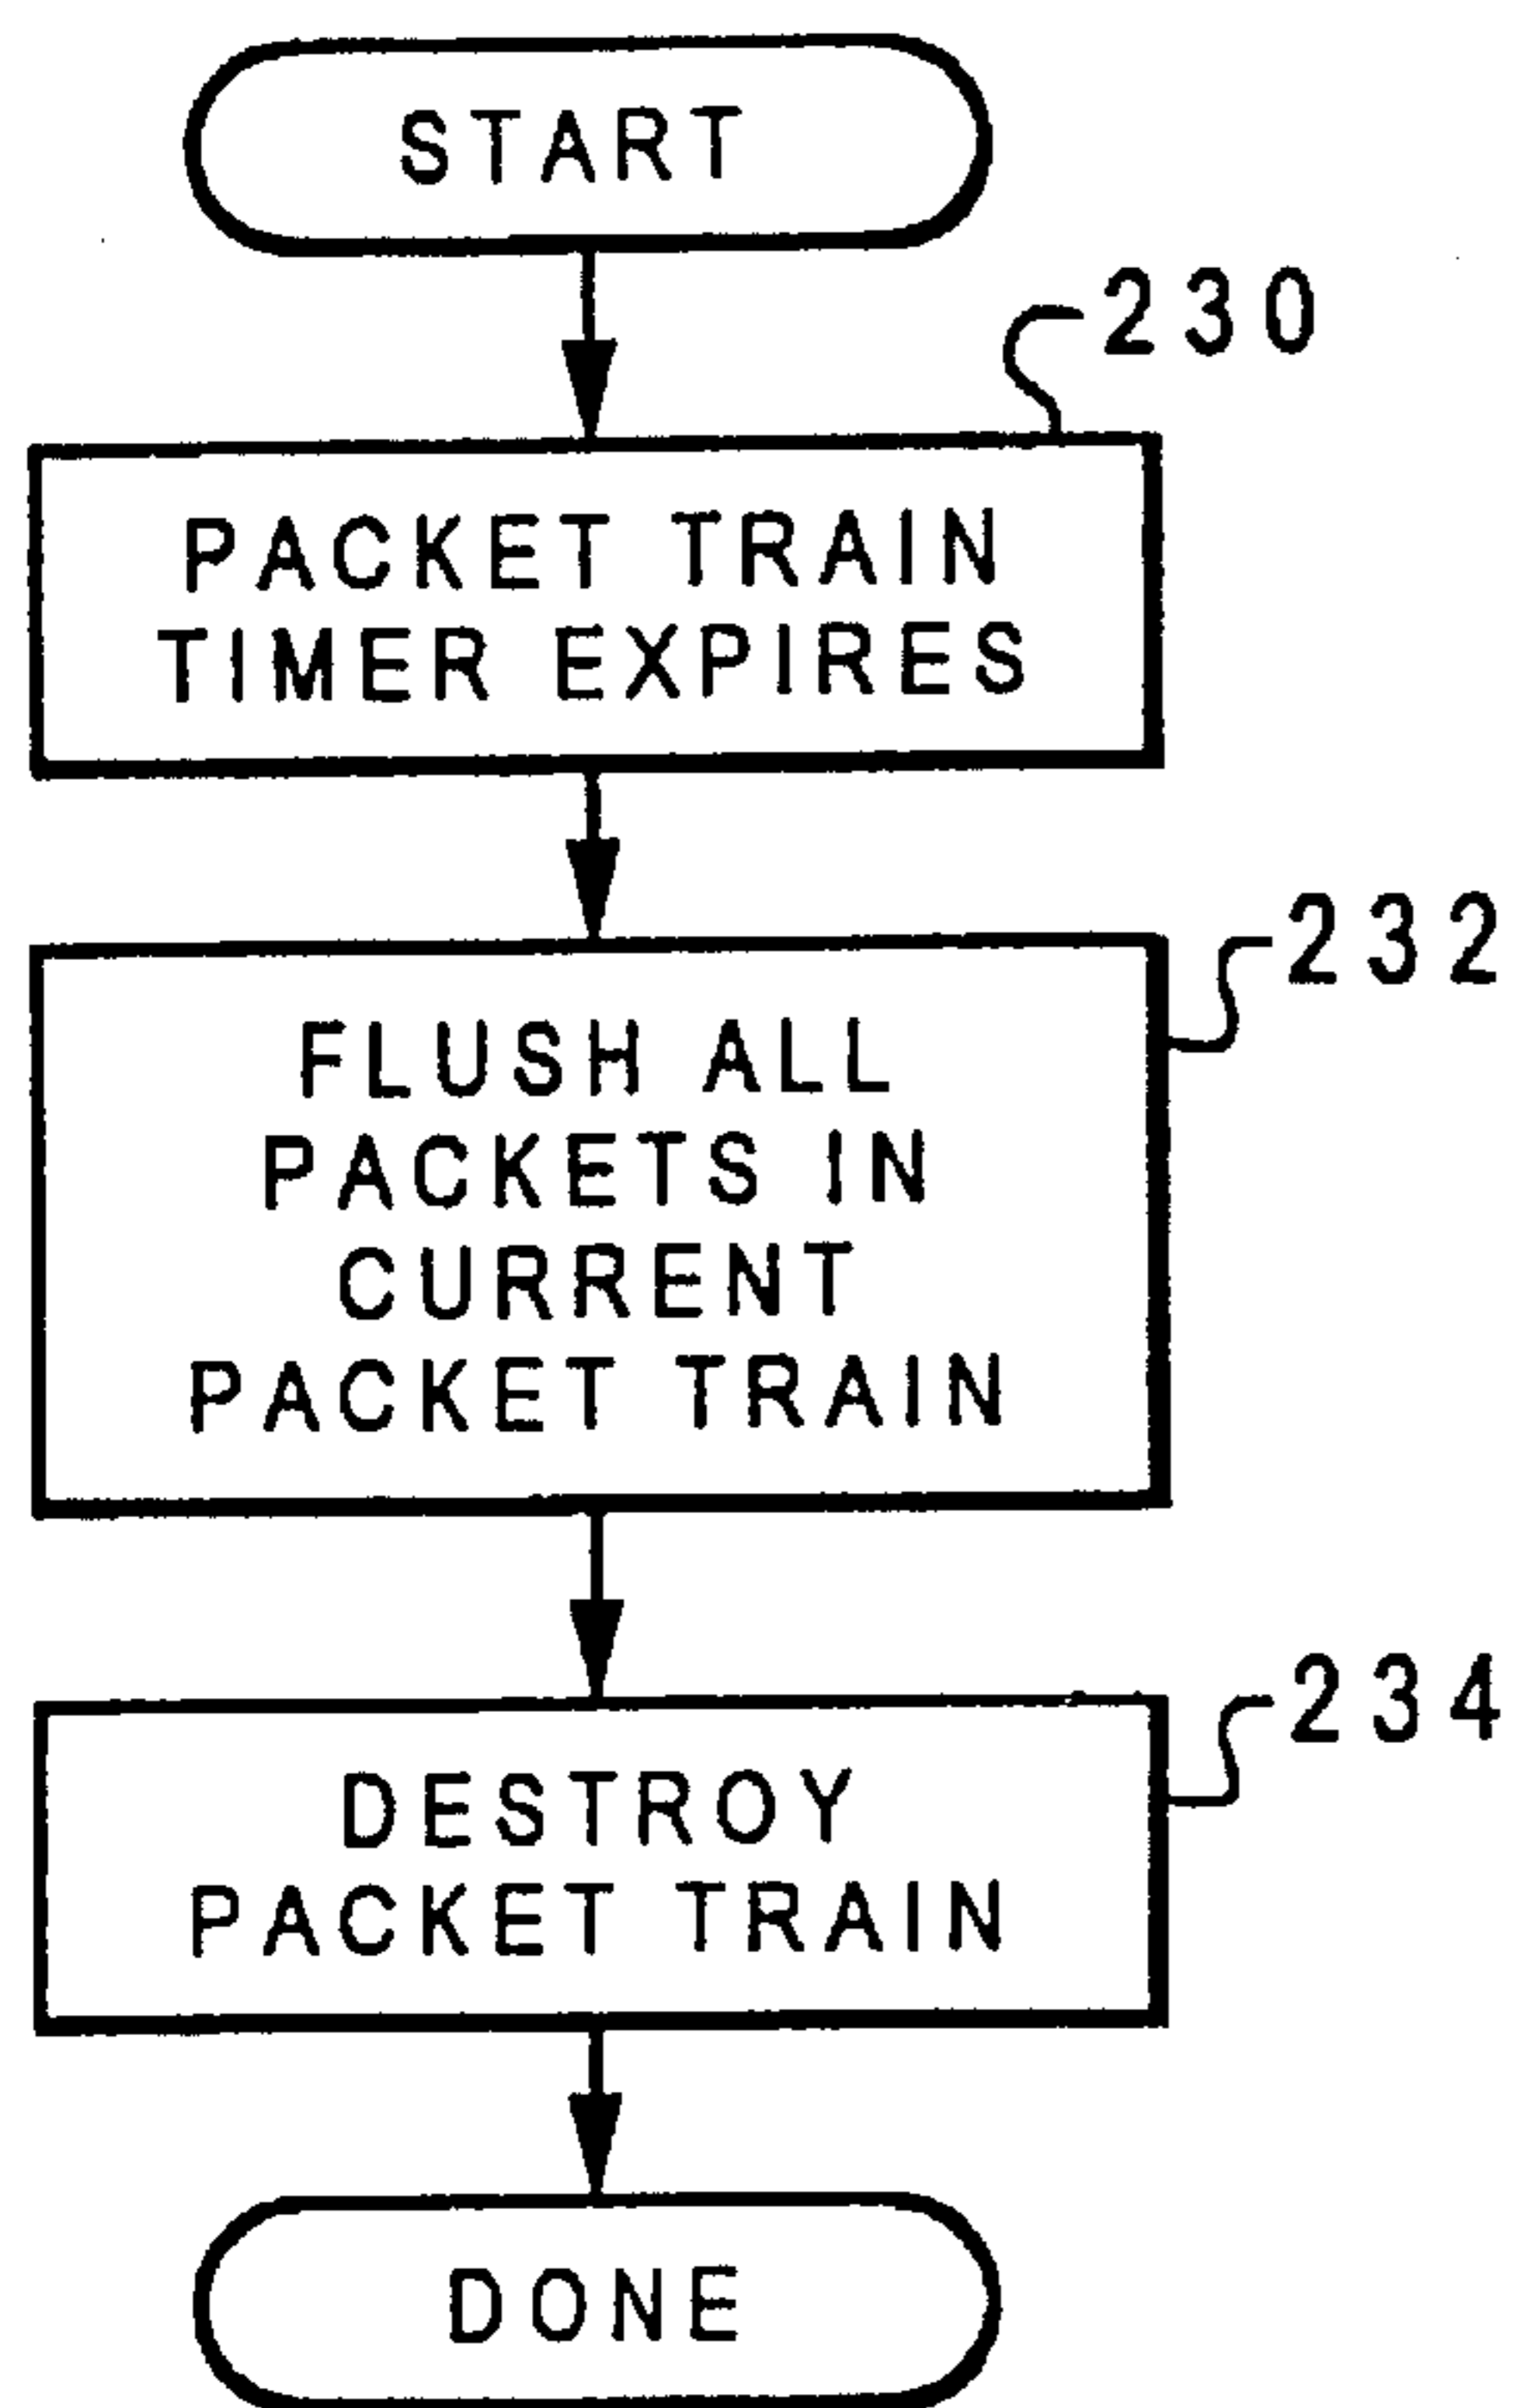 START
230
PACKET TRAIN
TIMER EXPIRES
232
FLUSH ALL
PACKETS IN
CURRENT
PACKET TRAIN
234
DESTROY
PACKET TRAIN
DONE